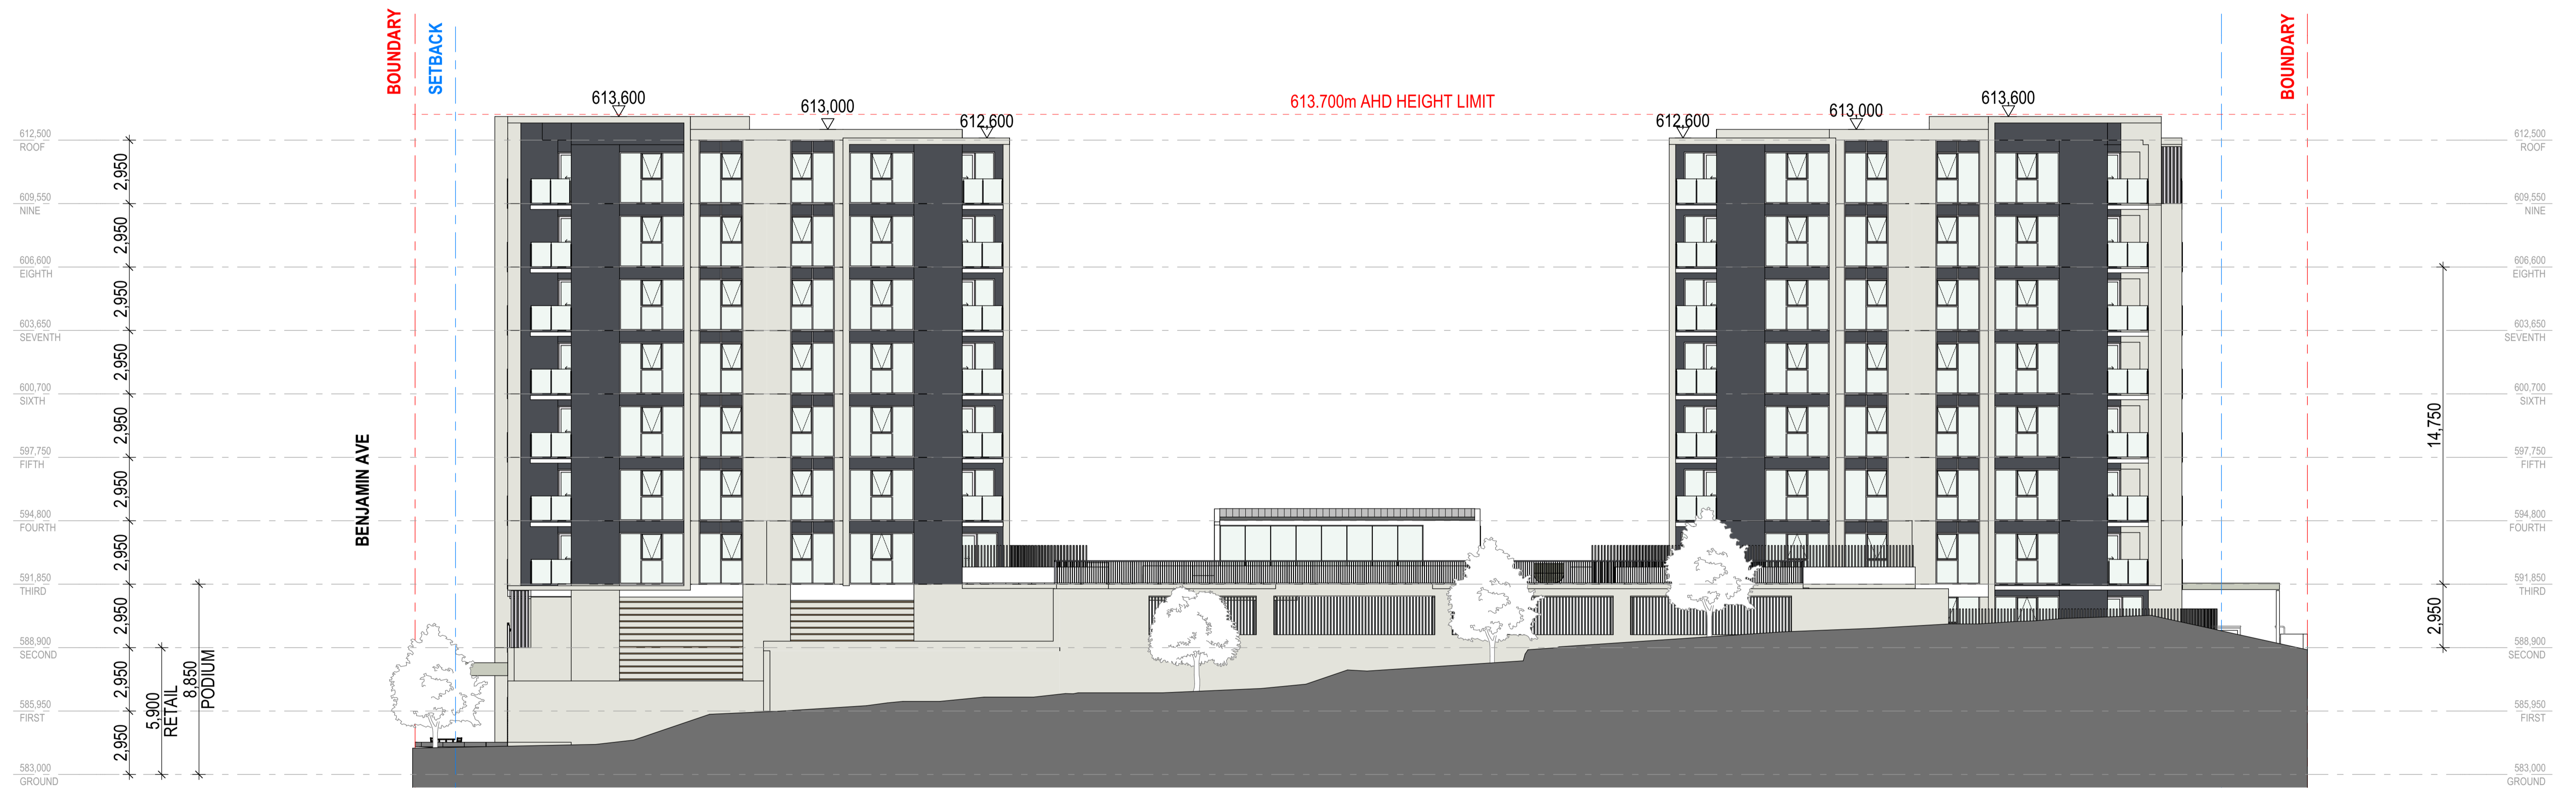 BOUNDARY
SETBACK
BOUNDARY
613.700m AHD HEIGHT LIMIT
613,600
613,000
612,600
612,600
613,000
613,600
612,500
ROOF
609,550
NINE
606,600
EIGHTH
603,650
SEVENTH
600,700
SIXTH
597,750
FIFTH
594,800
FOURTH
591,850
THIRD
588,900
SECOND
585,950
FIRST
583,000
GROUND
2,950
2,950
2,950
2,950
2,950
2,950
2,950
2,950
2,950
2,950
5,900
RETAIL
8,850
PODIUM
BENJAMIN AVE
14,750
2,950
612,500
ROOF
609,550
NINE
606,600
EIGHTH
603,650
SEVENTH
600,700
SIXTH
597,750
FIFTH
594,800
FOURTH
591,850
THIRD
588,900
SECOND
585,950
FIRST
583,000
GROUND